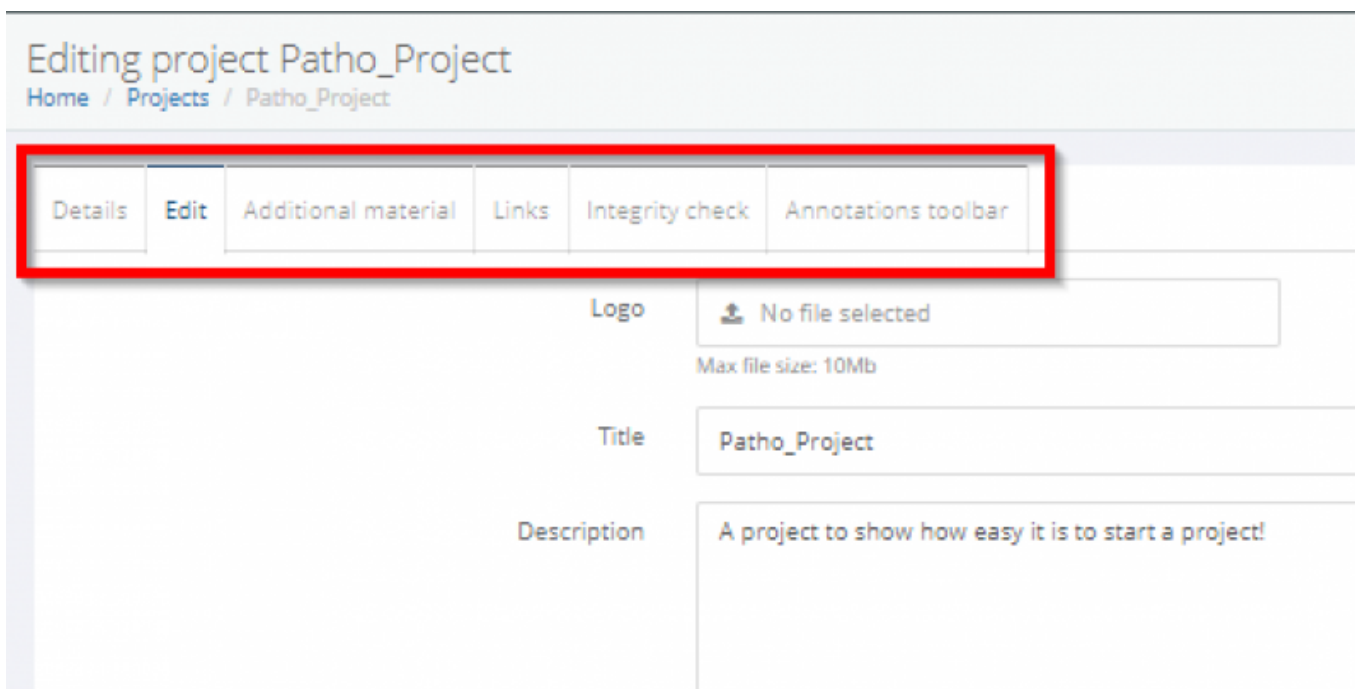 Editing project Patho_Project
Home / Projects / Patho_Project
Details Edit Additional material Links Integrity check Annotations toolbar
Logo No file selected
Max file size: 10Mb
Title Patho_Project
Description A project to show how easy it is to start a project!